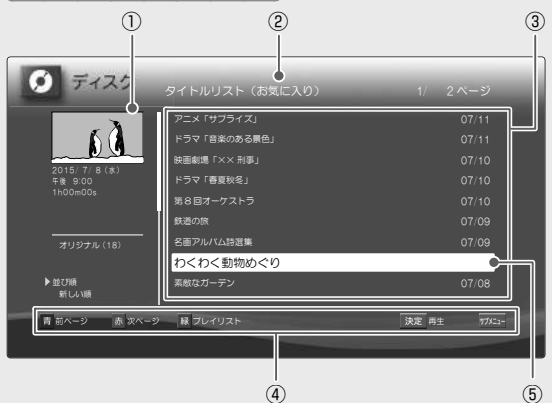 ① ② ③
ディスク
タイトルリスト（お気に入り） 1/ 2 ページ
アニメ「サプライズ」 07/11
ドラマ「音楽のある景色」 07/11
映画劇場「×× 刑事」 07/10
ドラマ「春夏秋冬」 07/10
第８回オーケストラ 07/10
鉄道の旅 07/09
名画アルバム詩選集 07/09
わくわく動物めぐり
素敵なガーデン 07/08
2015/ 7/ 8 (水)
午後 9:00
1h00m00s
オリジナル (18)
▶並び順
新しい順
青 前ページ 赤 次ページ 緑 プレイリスト 決定 再生 サブメニュー
④ ⑤